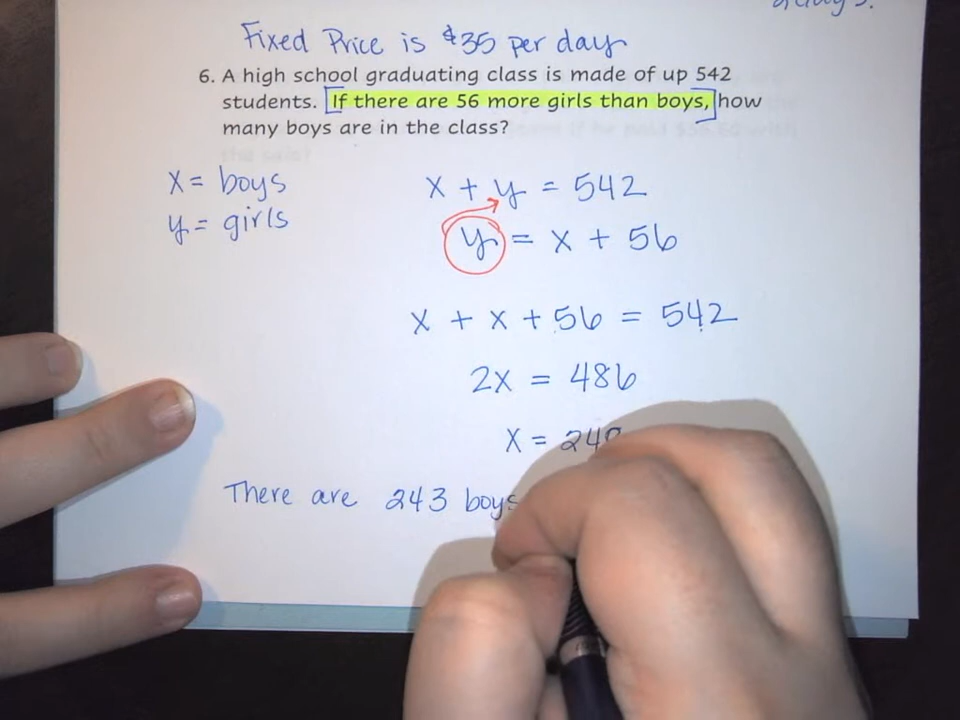 Fixed Price is $35 per day
6. A high school graduating class is made of up 542
students. If there are 56 more girls than boys, how
many boys are in the class?
x = boys
y = girls
x + y = 542
y = x + 56
x + x + 56 = 542
2x = 486
x =
There are 243 boys